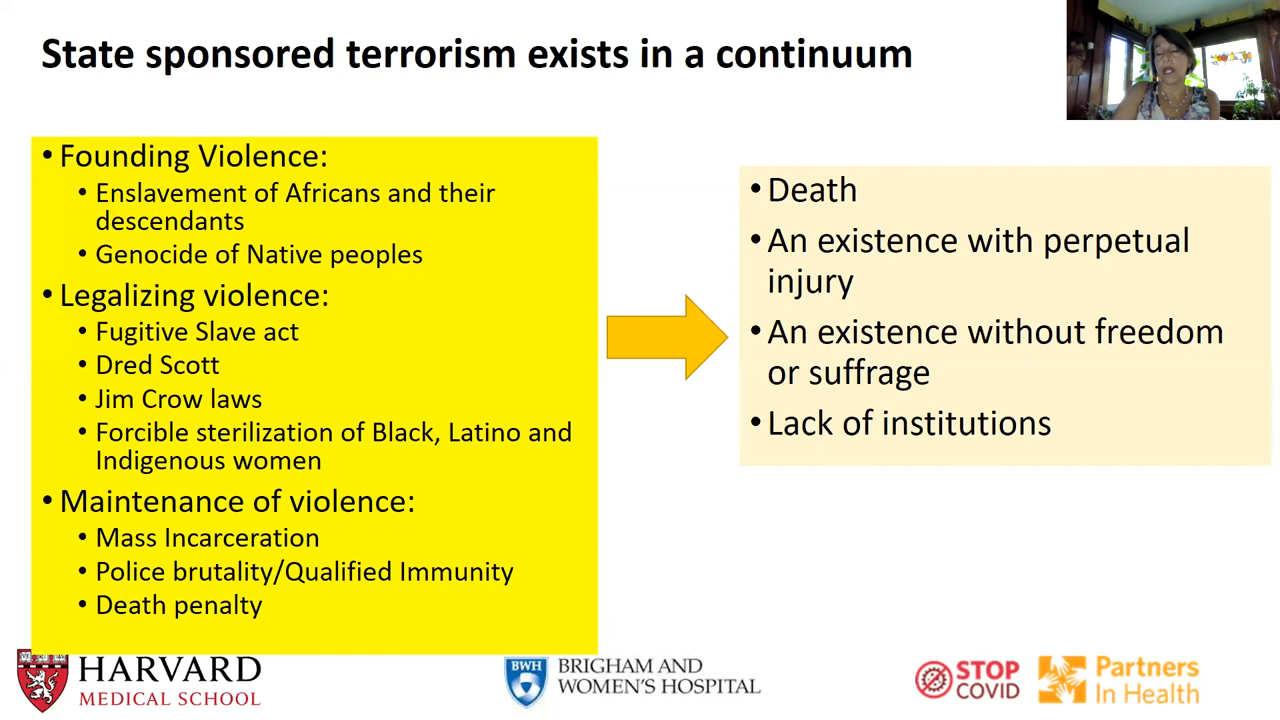 State sponsored terrorism exists in a continuum
• Founding Violence:
• Enslavement of Africans and their
descendants
• Genocide of Native peoples
• Legalizing violence:
• Fugitive Slave act
• Dred Scott
• Jim Crow laws
• Forcible sterilization of Black, Latino and
Indigenous women
• Maintenance of violence:
• Mass Incarceration
• Police brutality/Qualified Immunity
• Death penalty
• Death
• An existence with perpetual
injury
• An existence without freedom
or suffrage
• Lack of institutions
HARVARD
MEDICAL SCHOOL
BWH
BRIGHAM AND
WOMEN'S HOSPITAL
STOP
COVID
Partners
In Health